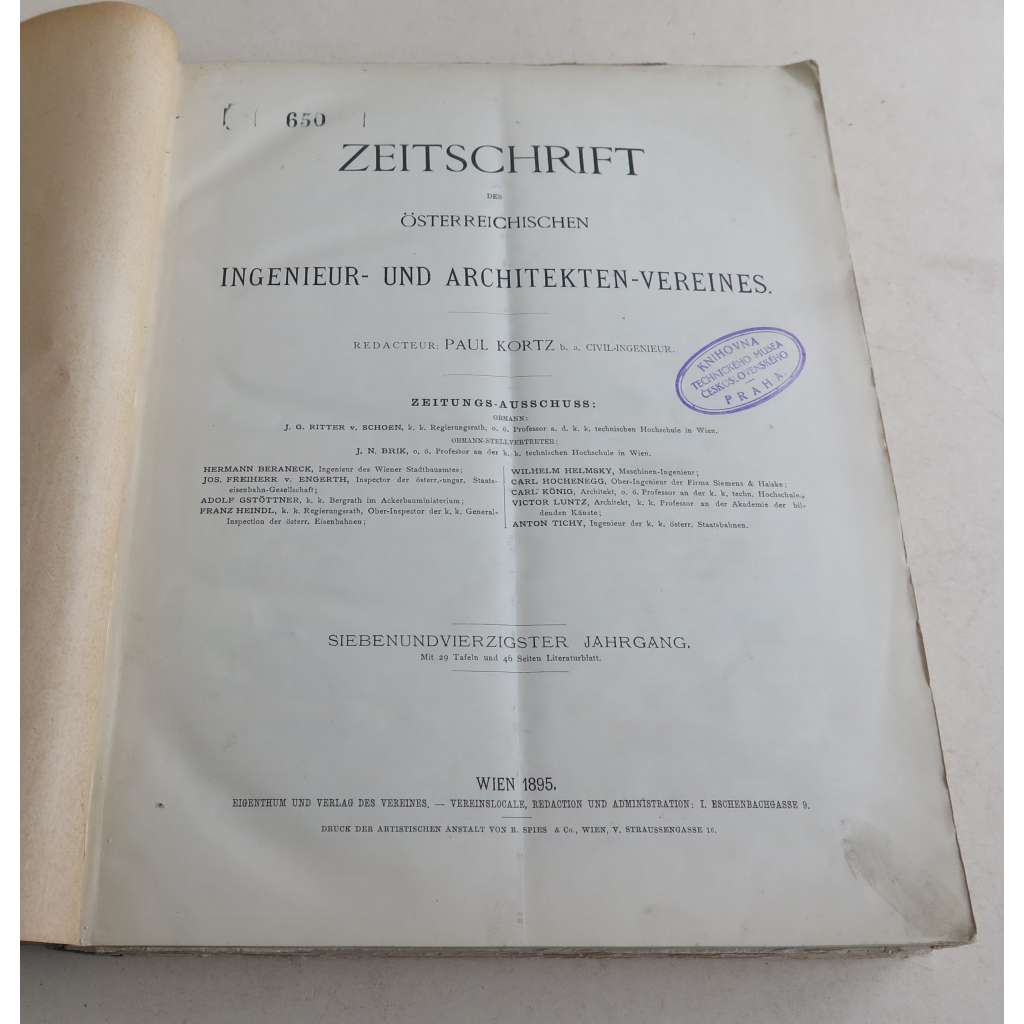 650
ZEITSCHRIFT
DES
ÖSTERREICHISCHEN
INGENIEUR- UND ARCHITEKTEN-VEREINES.
REDACTEUR: PAUL KORTZ b. a. CIVIL-INGENIEUR.
KNIHOVNA
TECHNICKÉHO MUSEA
ČESKOSLOVENSKÉHO
PRAHA.
ZEITUNGS-AUSSCHUSS:
OBMANN:
J. G. RITTER v. SCHOEN, k. k. Regierungsrath, o. ö. Professor a. d. k. k. technischen Hochschule in Wien.
OBMANN-STELLVERTRETER:
J. N. BRIK, o, ö. Professor an der k. k. technischen Hochschule in Wien.
HERMANN BERANECK, Ingenieur des Wiener Stadtbauamtes;
JOS. FREIHERR v. ENGERTH, Inspector der österr.-ungar. Staats-
eisenbahn-Gesellschaft;
ADOLF GSTÖTTNER, k. k. Bergrath im Ackerbauministerium;
FRANZ HEINDL, k. k. Regierungsrath, Ober-Inspector der k. k. General-
Inspection der österr. Eisenbahnen;
WILHELM HELMSKY, Maschinen-Ingenieur;
CARL HOCHENEGG, Ober-Ingenieur der Firma Siemens & Halske;
CARL KÖNIG, Architekt, o. ö. Professor an der k. k. techn. Hochschule,
VICTOR LUNTZ, Architekt, k. k. Professor an der Akademie der bil-
denden Künste;
ANTON TICHY, Ingenieur der k. k. österr. Staatsbahnen.
SIEBENUNDVIERZIGSTER JAHRGANG.
Mit 29 Tafeln und 46 Seiten Literaturblatt.
WIEN 1895.
EIGENTHUM UND VERLAG DES VEREINES. — VEREINSLOCALE, REDACTION UND ADMINISTRATION: I. ESCHENBACHGASSE 9.
DRUCK DER ARTISTISCHEN ANSTALT VON R. SPIES & Co., WIEN, V. STRAUSSENGASSE 16.